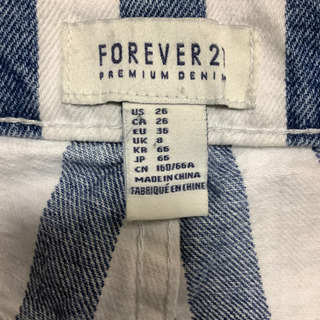 FOREVER 21
PREMIUM DENIM
US 26
CA 26
EU 36
UK 8
KR 66
JP 66
CN 160/66A
MADE IN CHINA
FABRIQUÉ EN CHINE